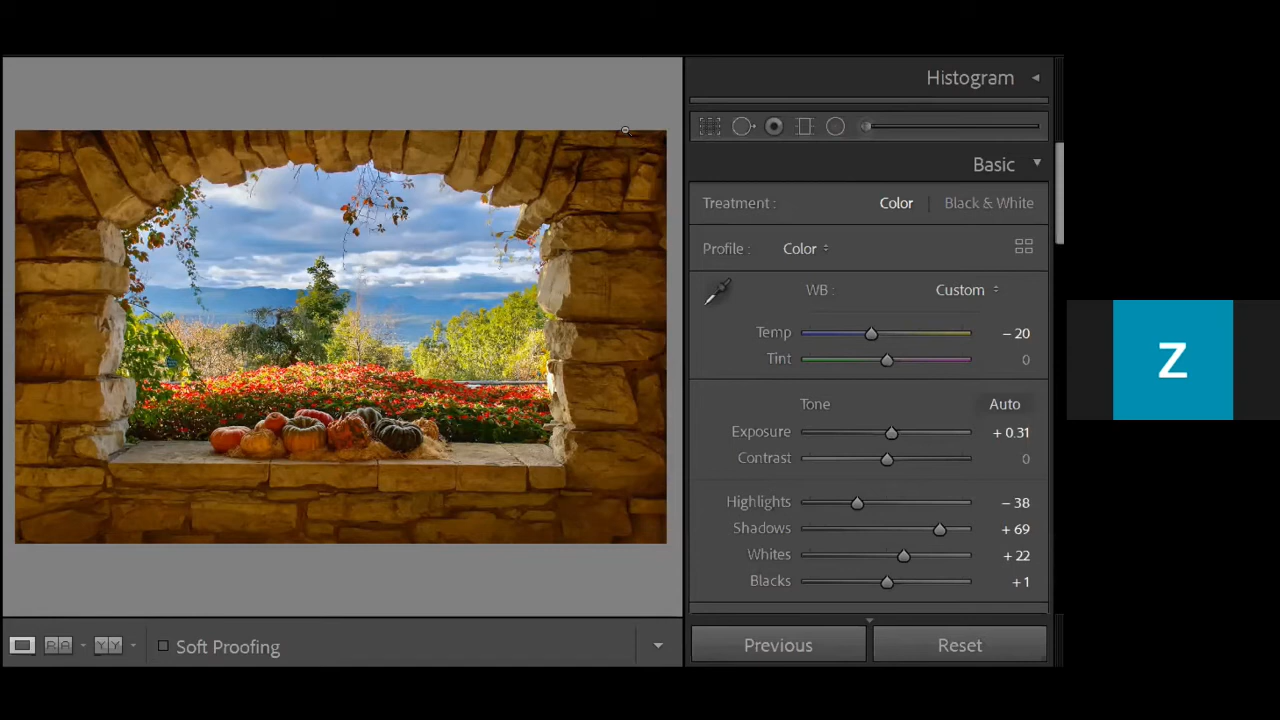 Histogram
Basic
Treatment : Color Black & White
Profile : Color
WB : Custom
Temp − 20
Tint 0
Tone Auto
Exposure + 0.31
Contrast 0
Highlights − 38
Shadows + 69
Whites + 22
Blacks + 1
R A Y Y Soft Proofing Previous Reset
Z